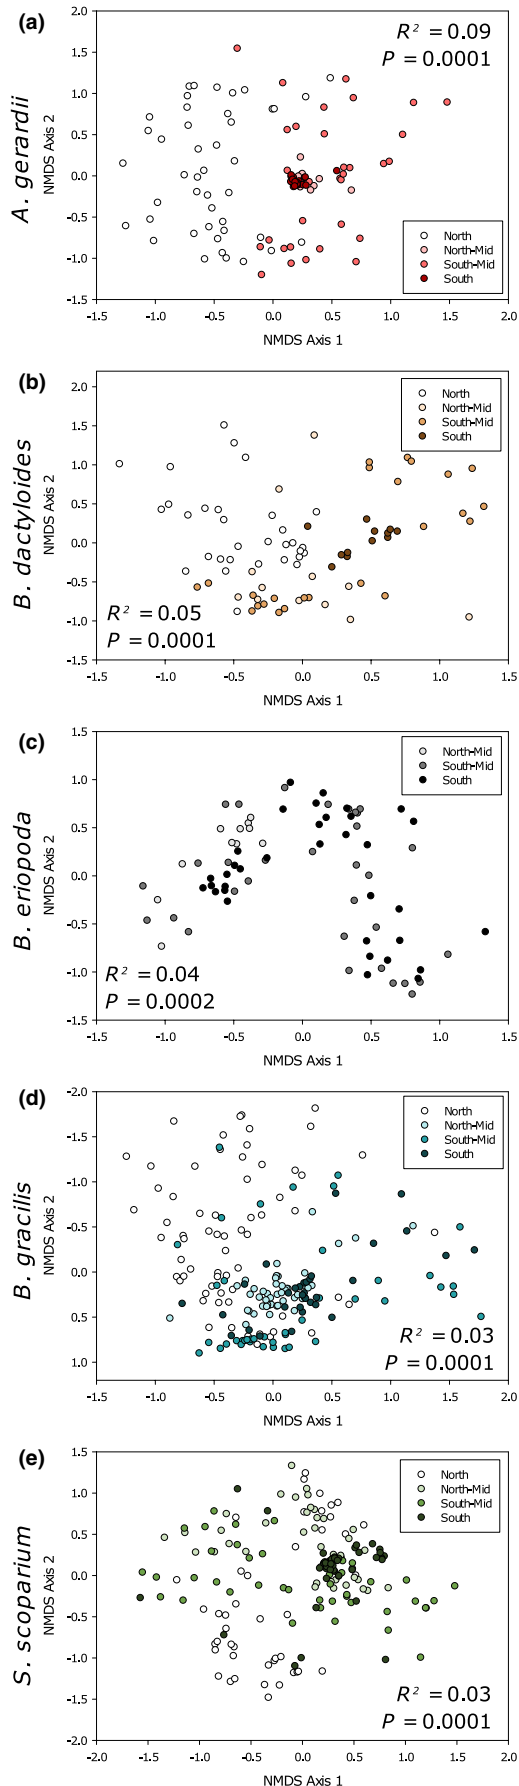 (a)
R² = 0.09
P = 0.0001
A. gerardii
NMDS Axis 2
2.0
1.5
1.0
0.5
0.0
-0.5
-1.0
-1.5
North
North-Mid
South-Mid
South
-1.5 -1.0 -0.5 0.0 0.5 1.0 1.5 2.0
NMDS Axis 1
(b)
B. dactyloides
NMDS Axis 2
2.0
1.5
1.0
0.5
0.0
-0.5
-1.0
-1.5
North
North-Mid
South-Mid
South
R² = 0.05
P = 0.0001
-1.5 -1.0 -0.5 0.0 0.5 1.0 1.5
NMDS Axis 1
(c)
B. eriopoda
NMDS Axis 2
1.5
1.0
0.5
0.0
-0.5
-1.0
-1.5
North-Mid
South-Mid
South
R² = 0.04
P = 0.0002
-1.5 -1.0 -0.5 0.0 0.5 1.0 1.5
NMDS Axis 1
(d)
B. gracilis
NMDS Axis 2
-2.0
-1.5
-1.0
-0.5
0.0
0.5
1.0
North
North-Mid
South-Mid
South
R² = 0.03
P = 0.0001
-1.5 -1.0 -0.5 0.0 0.5 1.0 1.5 2.0
NMDS Axis 1
(e)
S. scoparium
NMDS Axis 2
1.5
1.0
0.5
0.0
-0.5
-1.0
-1.5
-2.0
North
North-Mid
South-Mid
South
R² = 0.03
P = 0.0001
-2.0 -1.5 -1.0 -0.5 0.0 0.5 1.0 1.5 2.0
NMDS Axis 1